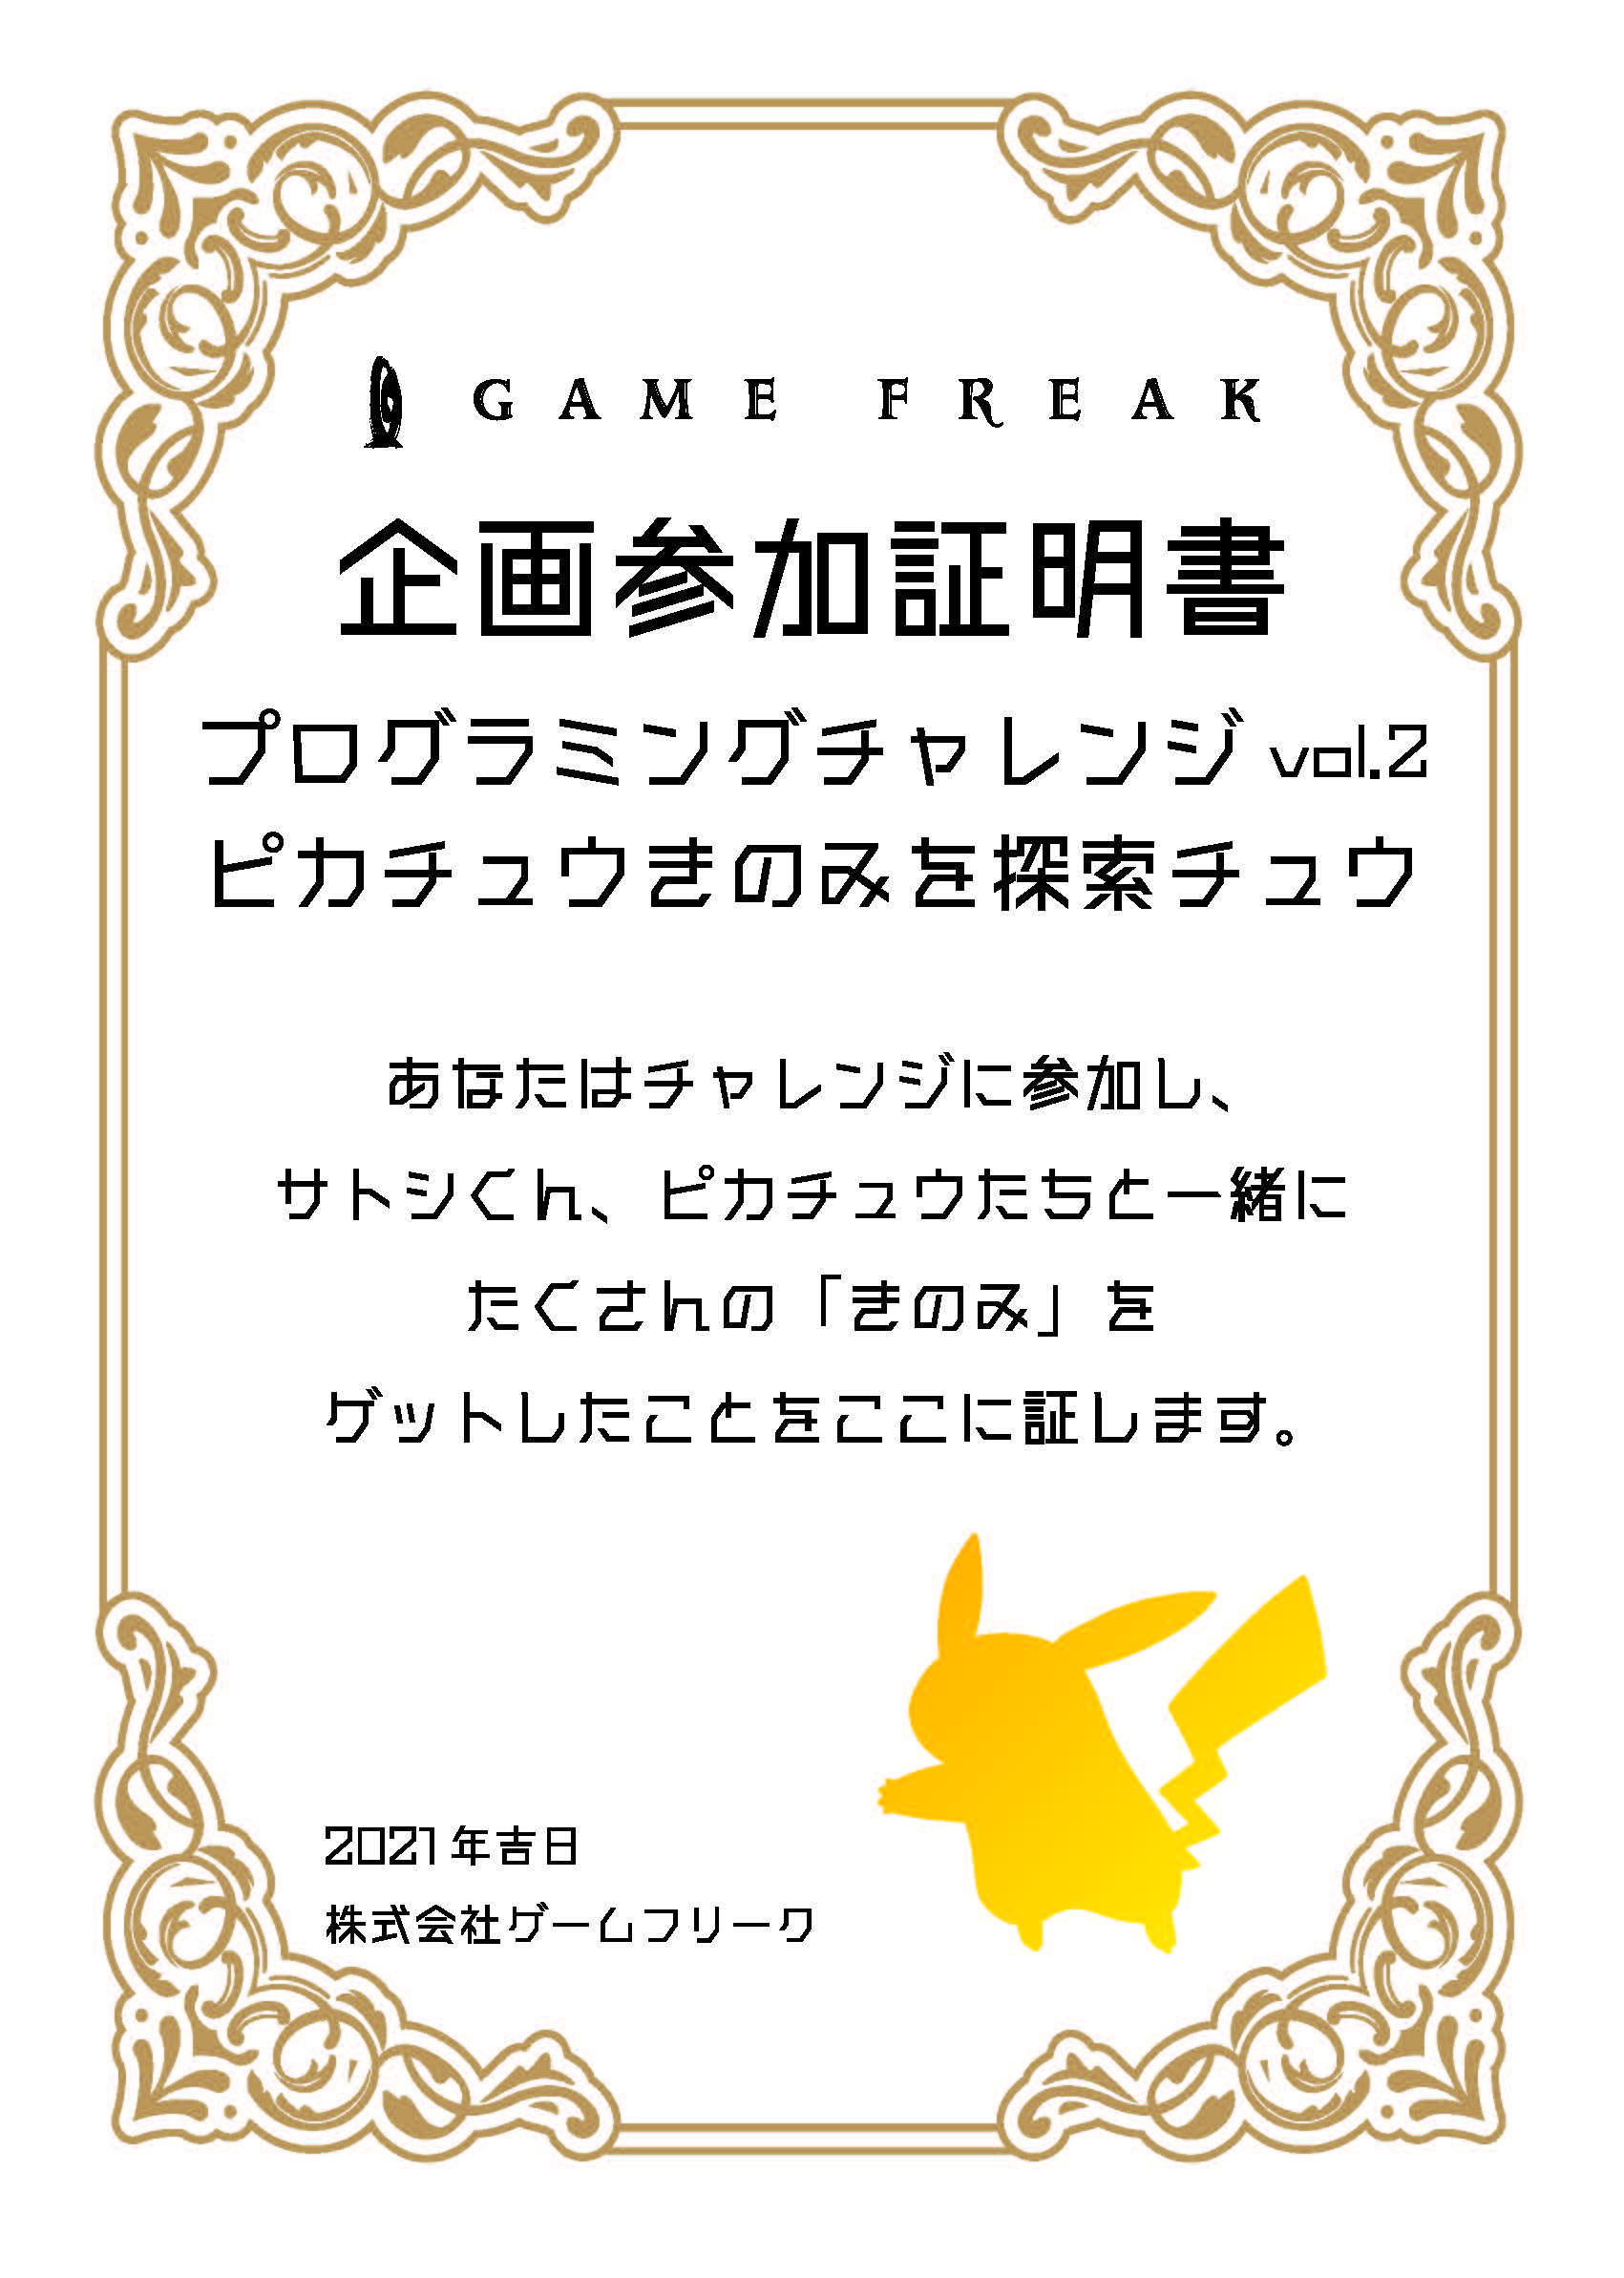 GAME FREAK
企画参加証明書
プログラミングチャレンジ vol.2
ピカチュウきのみを探索チュウ
あなたはチャレンジに参加し、
サトシくん、ピカチュウたちと一緒に
たくさんの「きのみ」を
ゲットしたことをここに証します。
2021年吉日
株式会社ゲームフリーク